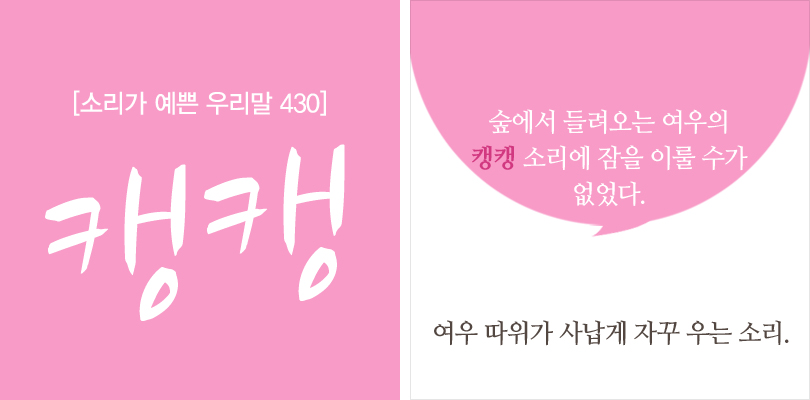 [소리가 예쁜 우리말 430]
캥캥
숲에서 들려오는 여우의
캥캥 소리에 잠을 이룰 수가
없었다.
여우 따위가 사납게 자꾸 우는 소리.